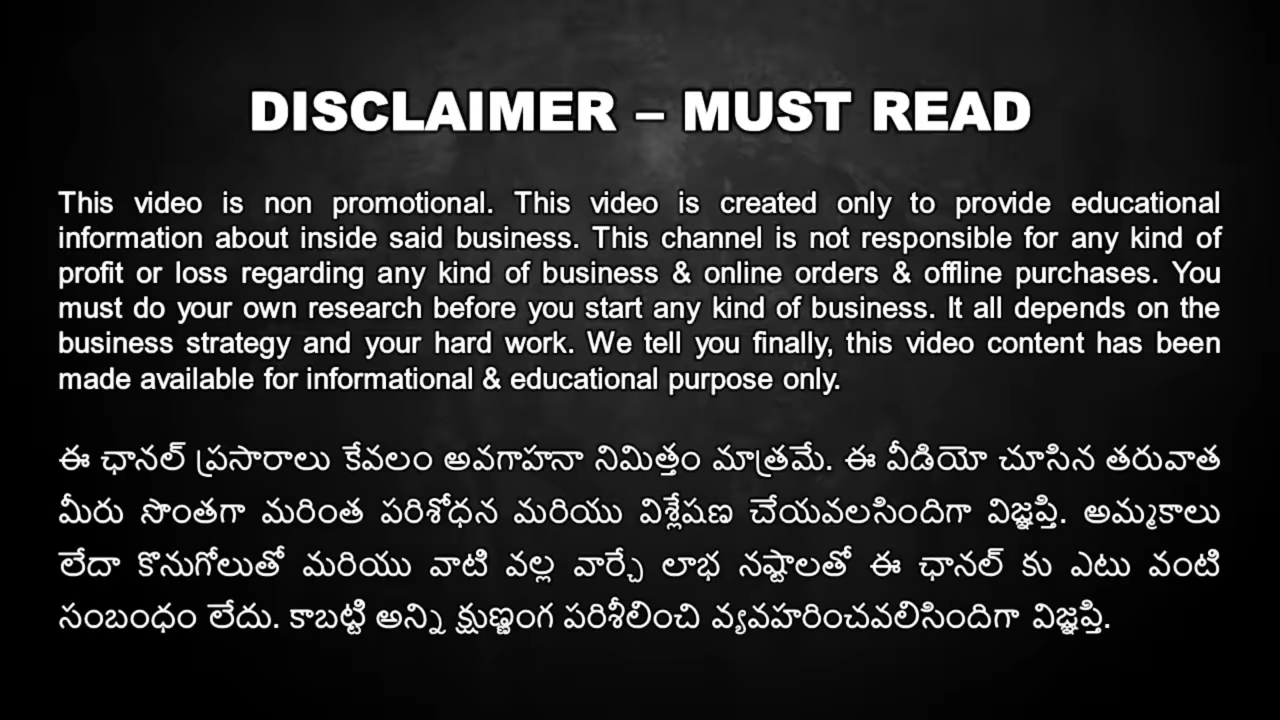 DISCLAIMER – MUST READ
This video is non promotional. This video is created only to provide educational
information about inside said business. This channel is not responsible for any kind of
profit or loss regarding any kind of business & online orders & offline purchases. You
must do your own research before you start any kind of business. It all depends on the
business strategy and your hard work. We tell you finally, this video content has been
made available for informational & educational purpose only.
ఈ ఛానల్ ప్రసారాలు కేవలం అవగాహనా నిమిత్తం మాత్రమే. ఈ వీడియో చూసిన తరువాత
మీరు సొంతగా మరింత పరిశోధన మరియు విశ్లేషణ చేయవలసిందిగా విజ్ఞప్తి. అమ్మకాలు
లేదా కొనుగోలుతో మరియు వాటి వల్ల వార్చే లాభ నష్టాలతో ఈ ఛానల్ కు ఎటు వంటి
సంబంధం లేదు. కాబట్టి అన్ని క్షుణ్ణంగ పరిశీలించి వ్యవహరించవలిసిందిగా విజ్ఞప్తి.